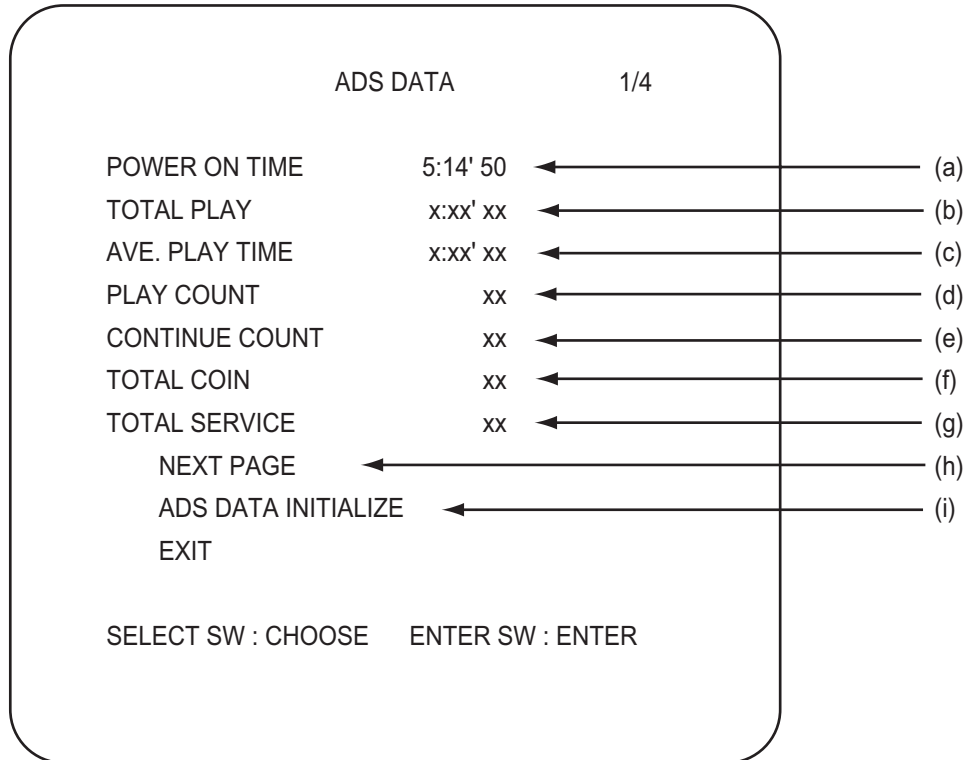 ADS DATA 1/4
POWER ON TIME 5:14' 50 (a)
TOTAL PLAY x:xx' xx (b)
AVE. PLAY TIME x:xx' xx (c)
PLAY COUNT xx (d)
CONTINUE COUNT xx (e)
TOTAL COIN xx (f)
TOTAL SERVICE xx (g)
NEXT PAGE (h)
ADS DATA INITIALIZE (i)
EXIT
SELECT SW : CHOOSE ENTER SW : ENTER